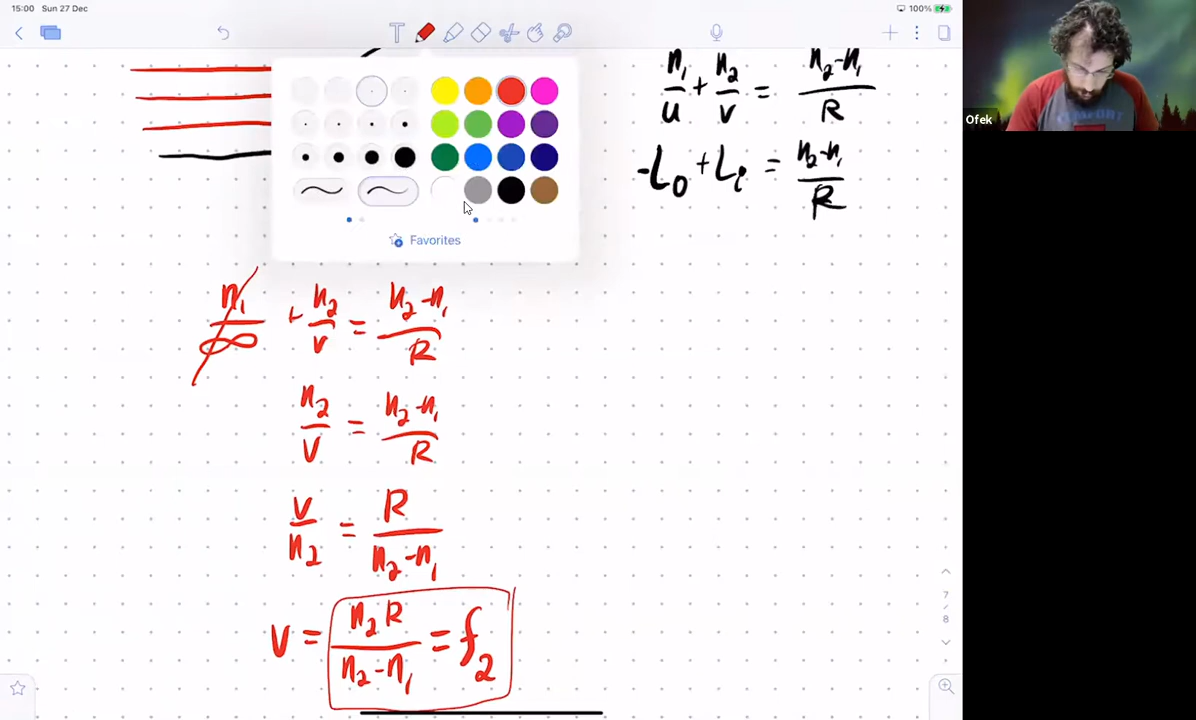 15:00 Sun 27 Dec
100%
T
n₁/u + n₂/v = n₂-n₁/R
-L₀ + Lᵢ = n₂-n₁/R
Ofek
Favorites
n₁/∞ + n₂/v = n₂-n₁/R
n₂/v = n₂-n₁/R
v/n₂ = R/n₂-n₁
v = n₂R/n₂-n₁ = f₂
7/8